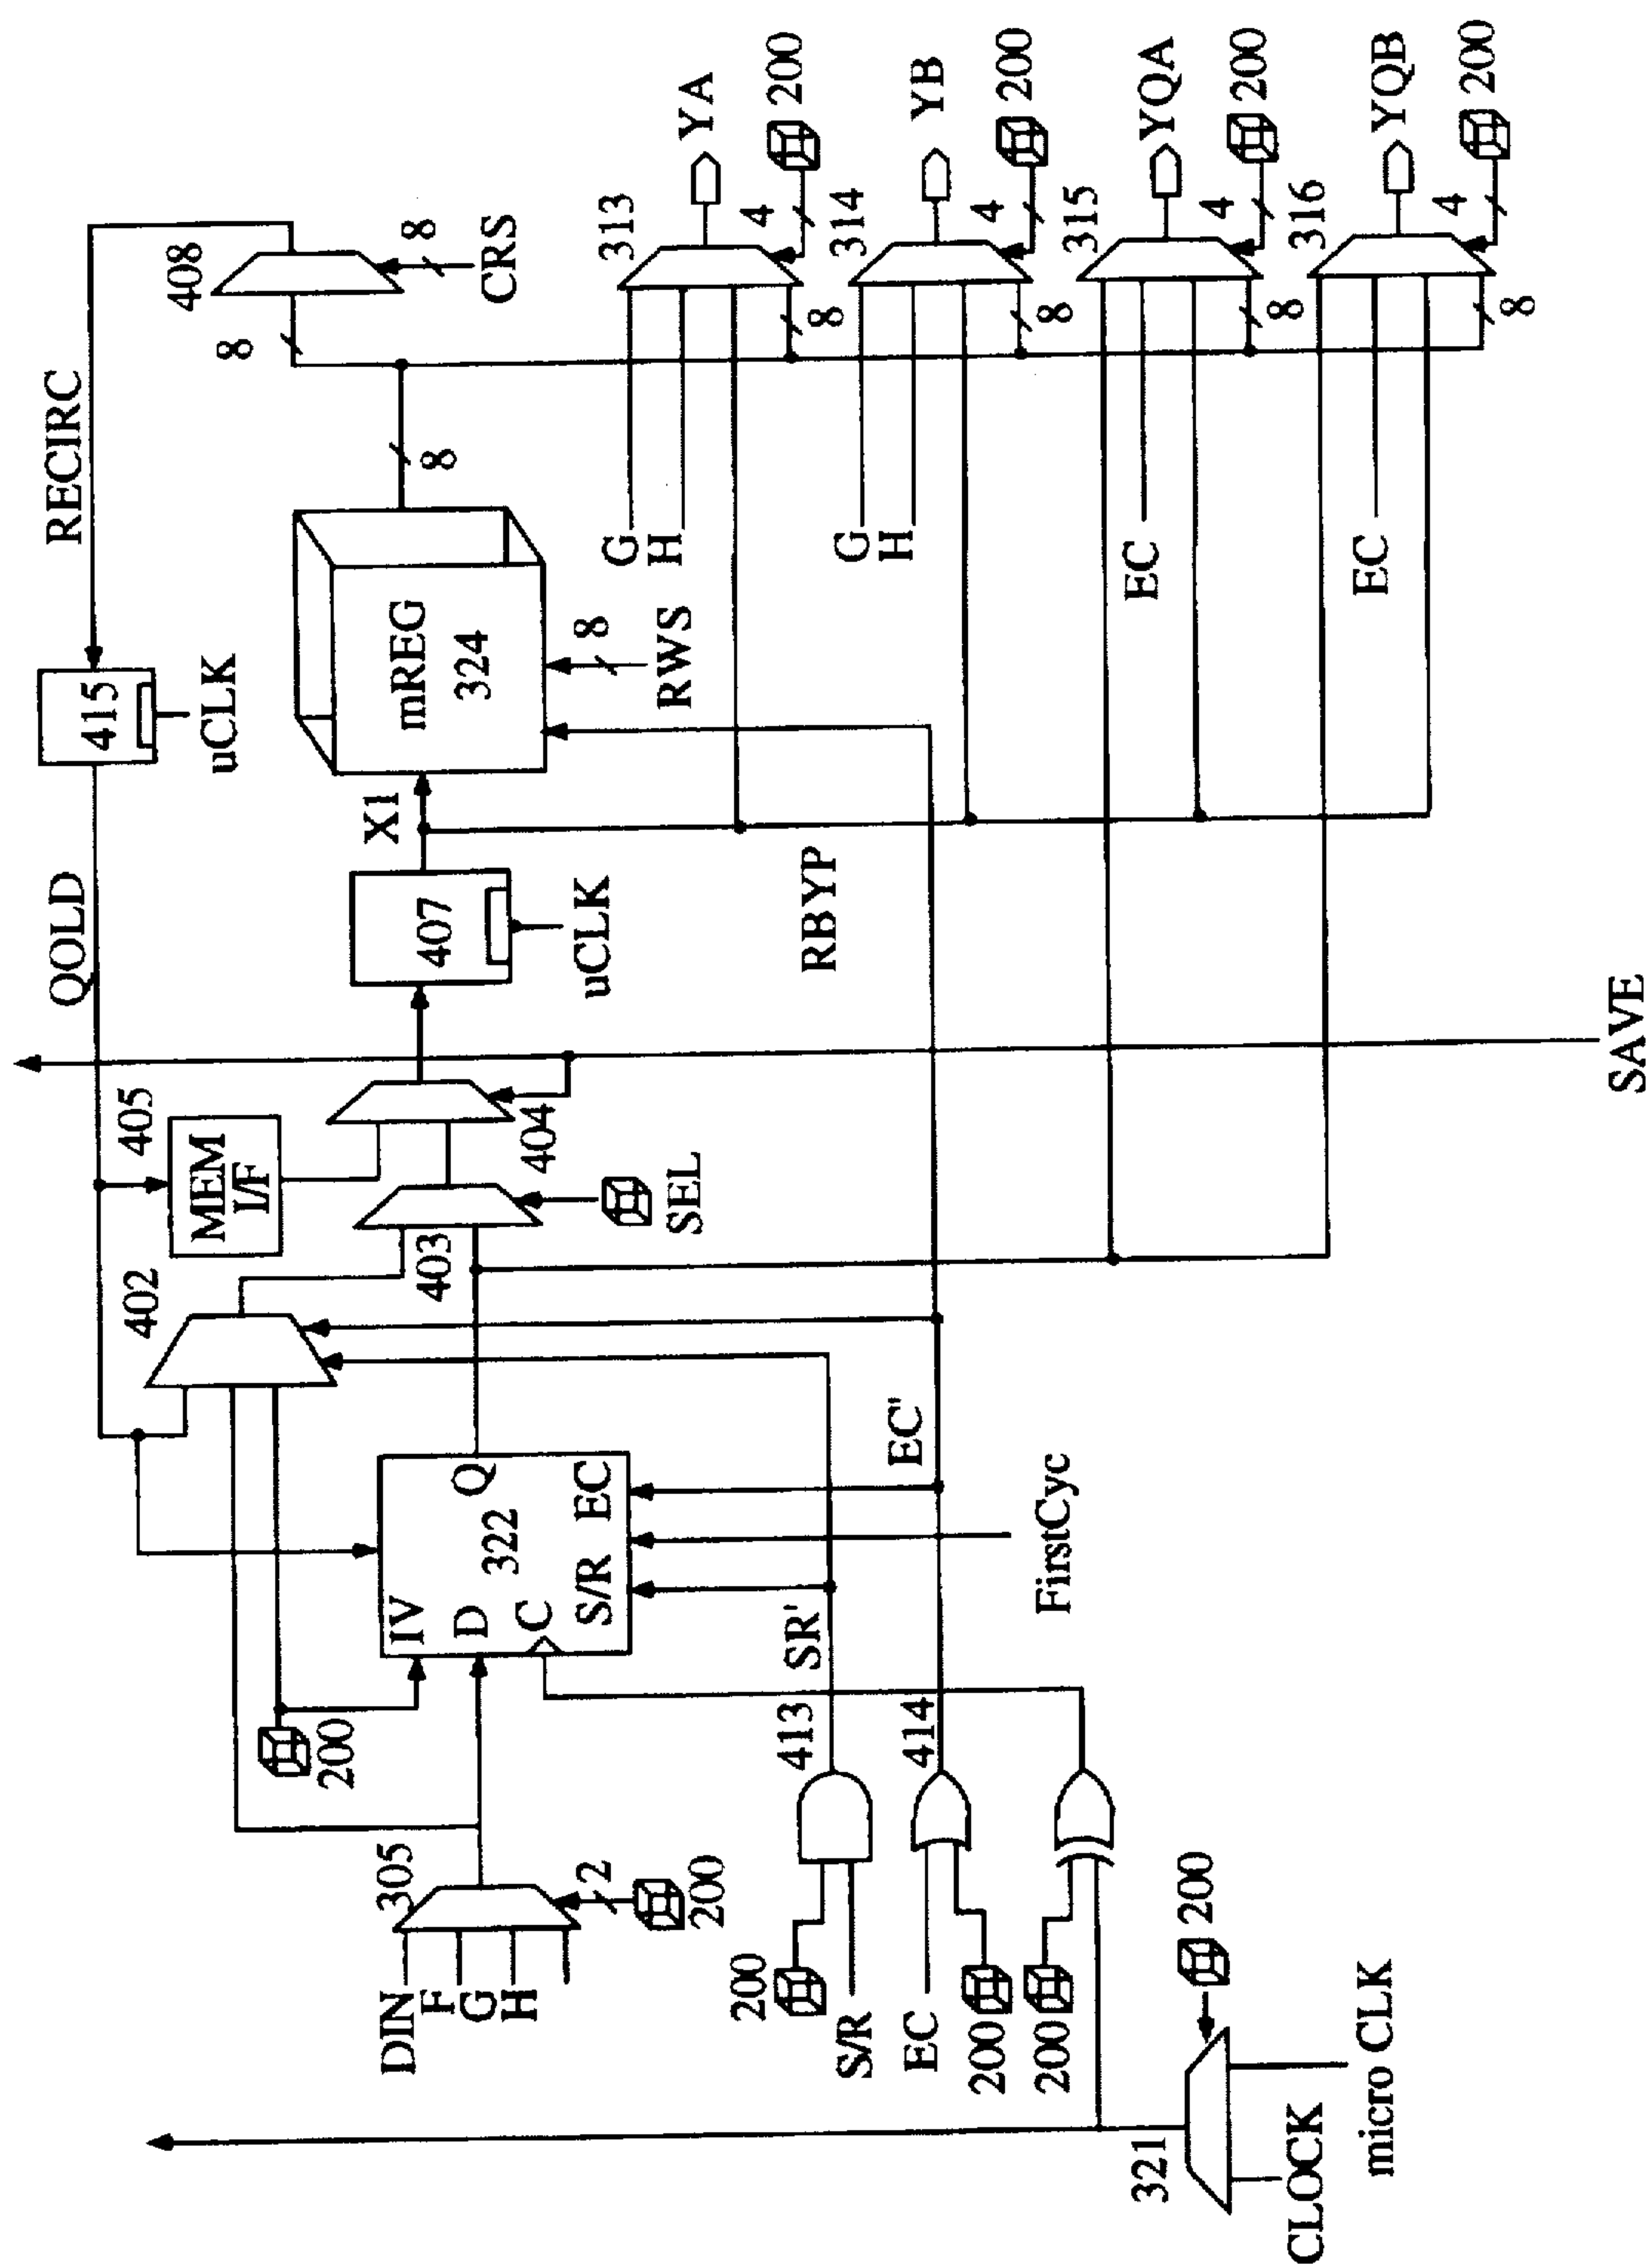 RECIRC
408
8
8
CRS
QOLD
415
uCLK
405
MEM
I/F
402
X1
mREG
324
8
8
RWS
407
uCLK
RBYP
404
403
SEL
SAVE
313
YA
4
200
G
H
8
314
YB
4
200
G
H
8
315
YQA
4
200
EC
8
316
YQB
4
200
EC
8
IV
D
C
Q
322
S/R
EC
200
SR'
EC'
FirstCyc
305
DIN
F
G
H
2
200
413
200
S/R
414
EC
200
200
321
200
CLOCK
micro CLK